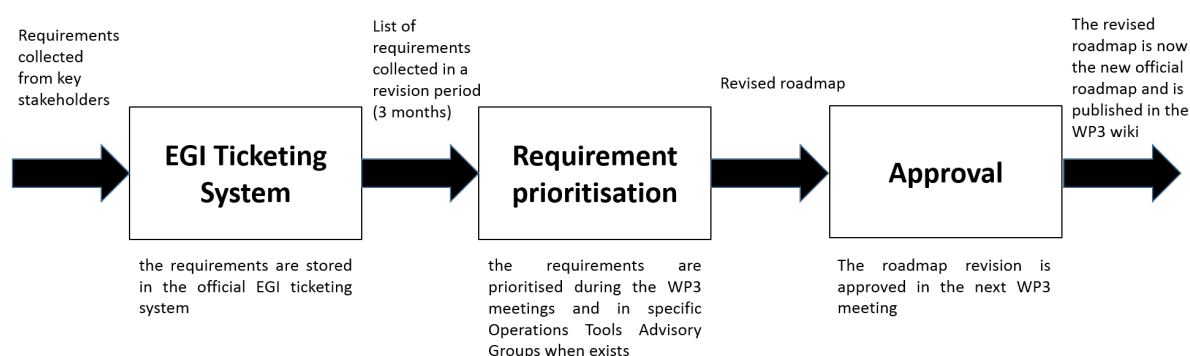 Requirements
collected
from key
stakeholders
EGI Ticketing
System
the requirements are stored
in the official EGI ticketing
system
List of
requirements
collected in a
revision period
(3 months)
Requirement
prioritisation
the requirements are
prioritised during the WP3
meetings and in specific
Operations Tools Advisory
Groups when exists
Revised roadmap
Approval
The roadmap revision is
approved in the next WP3
meeting
The revised
roadmap is now
the new official
roadmap and is
published in the
WP3 wiki